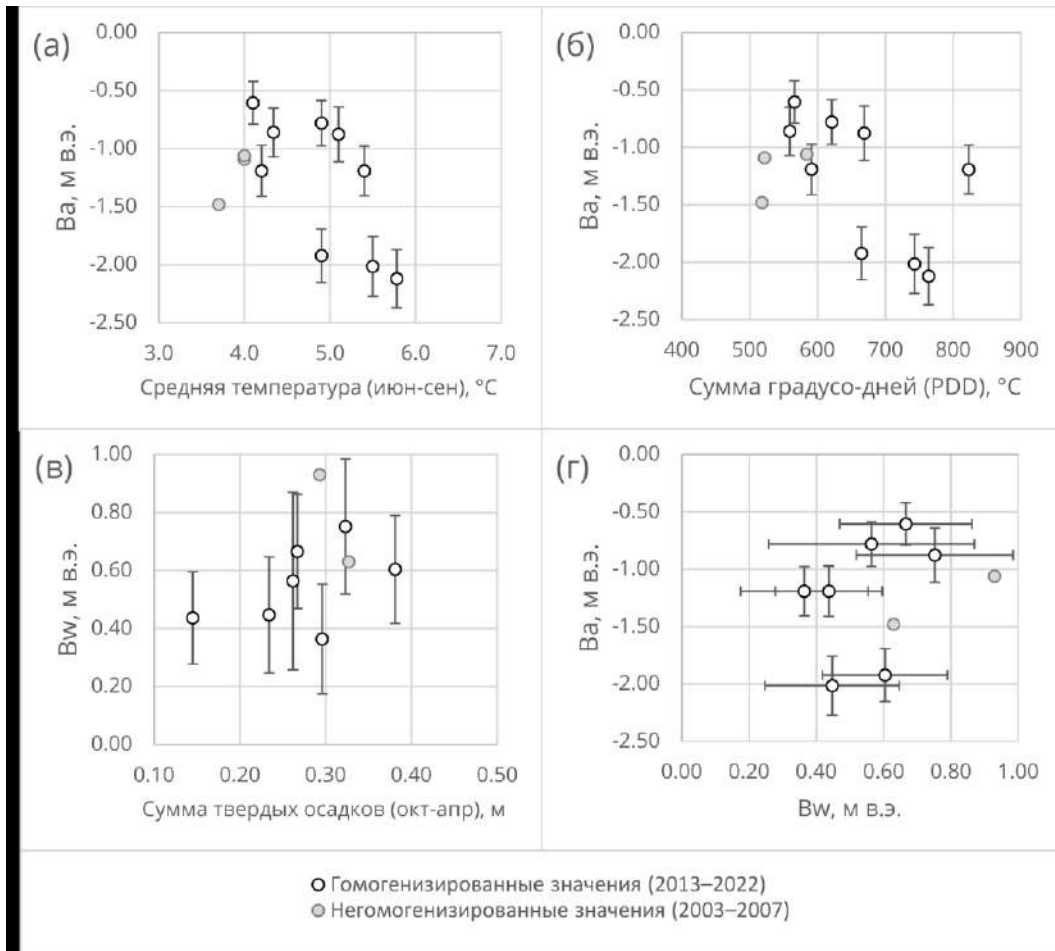 (а)
0.00
-0.50
-1.00
-1.50
-2.00
-2.50
Ba, м в.э.
3.0 4.0 5.0 6.0 7.0
Средняя температура (июн-сен), °C
(б)
0.00
-0.50
-1.00
-1.50
-2.00
-2.50
Ba, м в.э.
400 500 600 700 800 900
Сумма градусо-дней (PDD), °C
(в)
1.00
0.80
0.60
0.40
0.20
0.00
Bw, м в.э.
0.10 0.20 0.30 0.40 0.50
Сумма твердых осадков (окт-апр), м
(г)
0.00
-0.50
-1.00
-1.50
-2.00
-2.50
Ba, м в.э.
0.00 0.20 0.40 0.60 0.80 1.00
Bw, м в.э.
Гомогенизированные значения (2013–2022)
Негомогенизированные значения (2003–2007)